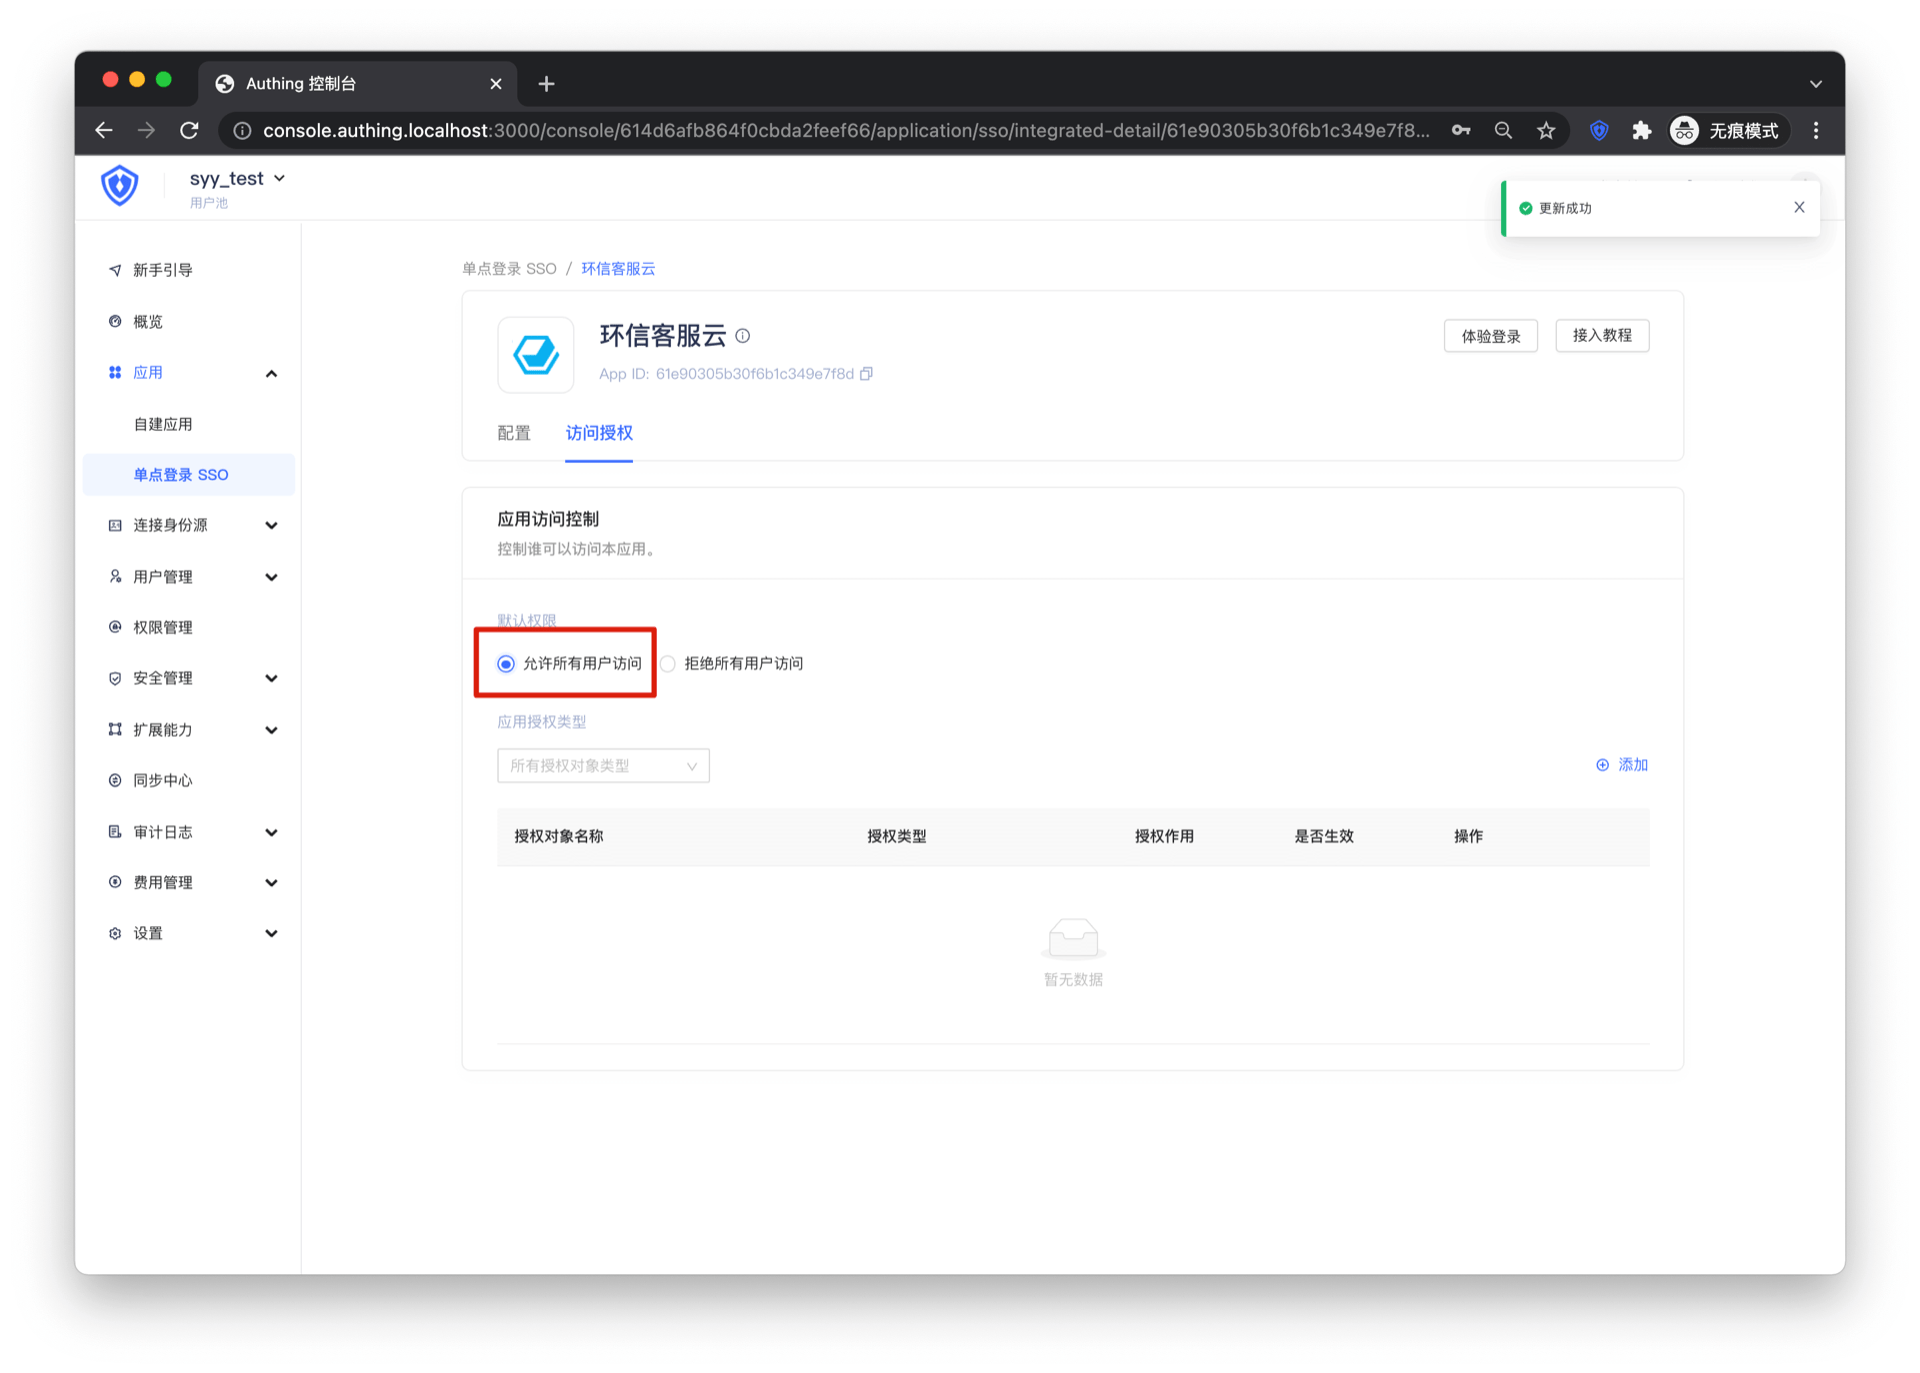 Authing 控制台
console.authing.localhost:3000/console/614d6afb864f0cbda2feef66/application/sso/integrated-detail/61e90305b30f6b1c349e7f8...
无痕模式
syy_test
用户池
更新成功
新手引导
概览
应用
自建应用
单点登录 SSO
连接身份源
用户管理
权限管理
安全管理
扩展能力
同步中心
审计日志
费用管理
设置
单点登录 SSO / 环信客服云
环信客服云
App ID: 61e90305b30f6b1c349e7f8d
体验登录
接入教程
配置
访问授权
应用访问控制
控制谁可以访问本应用。
默认权限
允许所有用户访问
拒绝所有用户访问
应用授权类型
所有授权对象类型
添加
授权对象名称 授权类型 授权作用 是否生效 操作
暂无数据